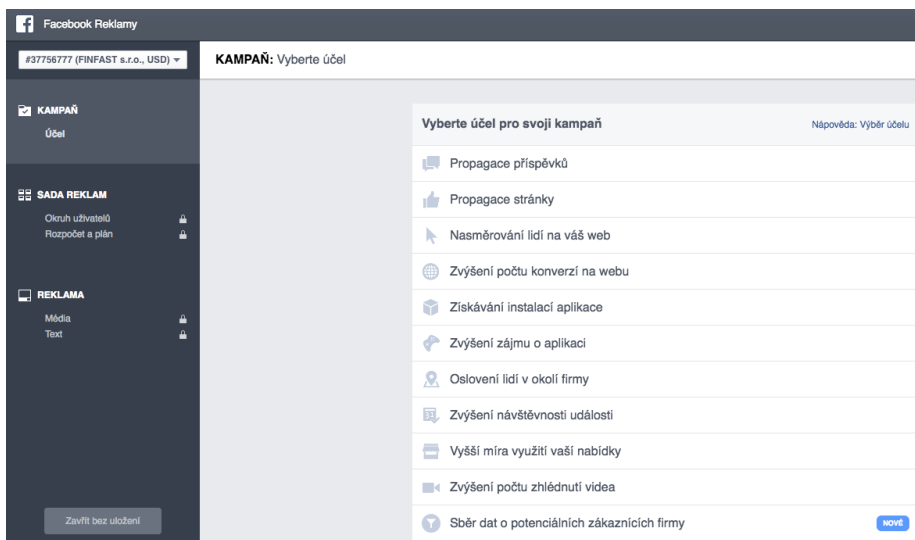 Facebook Reklamy
#37756777 (FINFAST s.r.o., USD)
KAMPAŇ: Vyberte účel
KAMPAŇ
Účel
SADA REKLAM
Okruh uživatelů
Rozpočet a plán
REKLAMA
Média
Text
Zavřít bez uložení
Vyberte účel pro svoji kampaň
Nápověda: Výběr účelu
Propagace příspěvků
Propagace stránky
Nasměrování lidí na váš web
Zvýšení počtu konverzí na webu
Získávání instalací aplikace
Zvýšení zájmu o aplikaci
Oslovení lidí v okolí firmy
Zvýšení návštěvnosti události
Vyšší míra využití vaší nabídky
Zvýšení počtu zhlédnutí videa
Sběr dat o potenciálních zákaznících firmy
NOVÉ